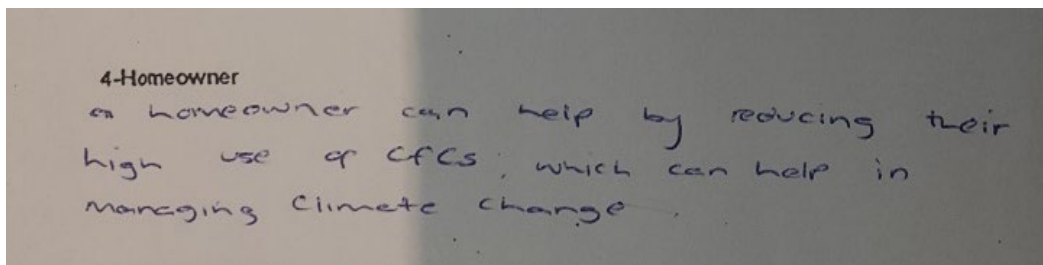 4-Homeowner
a homeowner can help by reducing their
high use of CFCs, which can help in
managing climate change.